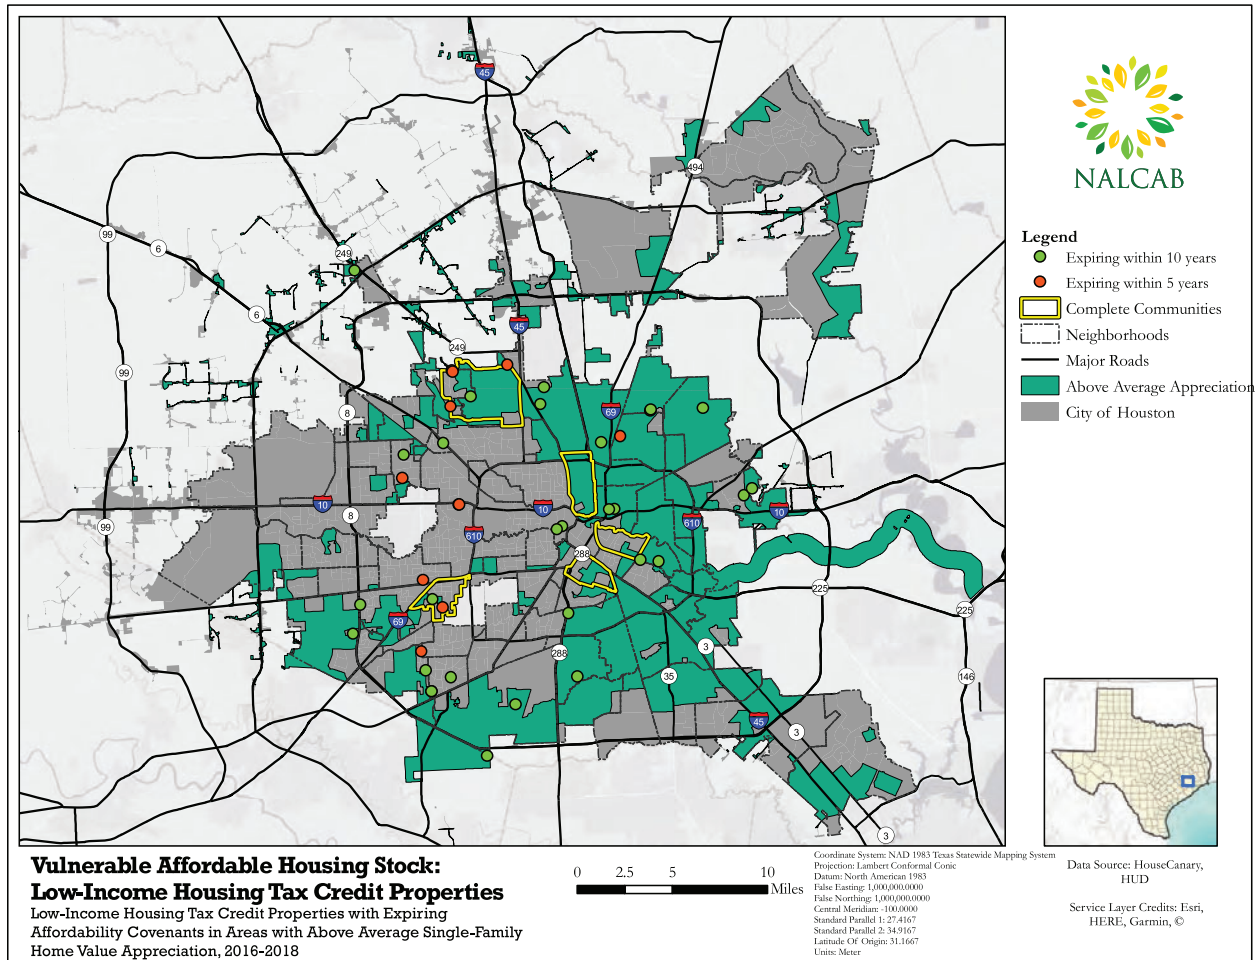 45
494
99
6
249
6
45
249
99
69
8
10
8
10
610
10
610
99
288
225
225
69
3
288
35
146
45
3
3
NALCAB
Legend
Expiring within 10 years
Expiring within 5 years
Complete Communities
Neighborhoods
Major Roads
Above Average Appreciation
City of Houston
Vulnerable Affordable Housing Stock:
Low-Income Housing Tax Credit Properties
Low-Income Housing Tax Credit Properties with Expiring
Affordability Covenants in Areas with Above Average Single-Family
Home Value Appreciation, 2016-2018
0 2.5 5 10
Miles
Coordinate System: NAD 1983 Texas Statewide Mapping System
Projection: Lambert Conformal Conic
Datum: North American 1983
False Easting: 1,000,000.0000
False Northing: 1,000,000.0000
Central Meridian: -100.0000
Standard Parallel 1: 27.4167
Standard Parallel 2: 34.9167
Latitude Of Origin: 31.1667
Units: Meter
Data Source: HouseCanary,
HUD
Service Layer Credits: Esri,
HERE, Garmin, ©